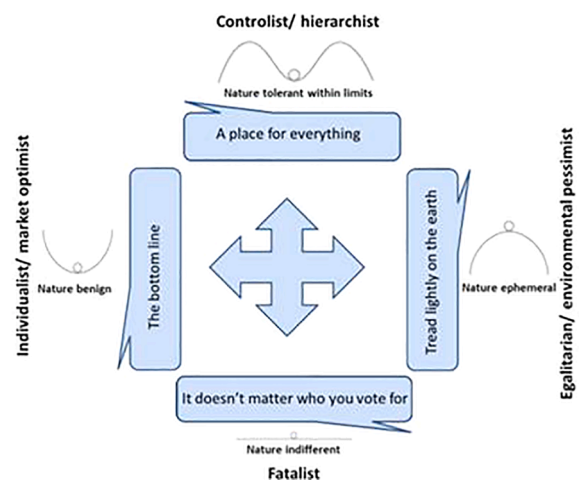 Controlist/ hierarchist
Nature tolerant within limits
A place for everything
Individualist/ market optimist
Nature benign
The bottom line
Tread lightly on the earth
Nature ephemeral
Egalitarian/ environmental pessimist
It doesn't matter who you vote for
Nature indifferent
Fatalist